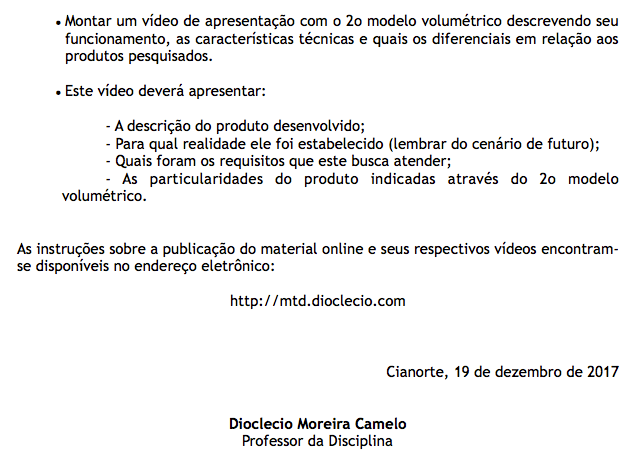 • Montar um vídeo de apresentação com o 2o modelo volumétrico descrevendo seu
funcionamento, as características técnicas e quais os diferenciais em relação aos
produtos pesquisados.
• Este vídeo deverá apresentar:
- A descrição do produto desenvolvido;
- Para qual realidade ele foi estabelecido (lembrar do cenário de futuro);
- Quais foram os requisitos que este busca atender;
- As particularidades do produto indicadas através do 2o modelo
volumétrico.
As instruções sobre a publicação do material online e seus respectivos vídeos encontram-
se disponíveis no endereço eletrônico:
http://mtd.dioclecio.com
Cianorte, 19 de dezembro de 2017
Dioclecio Moreira Camelo
Professor da Disciplina